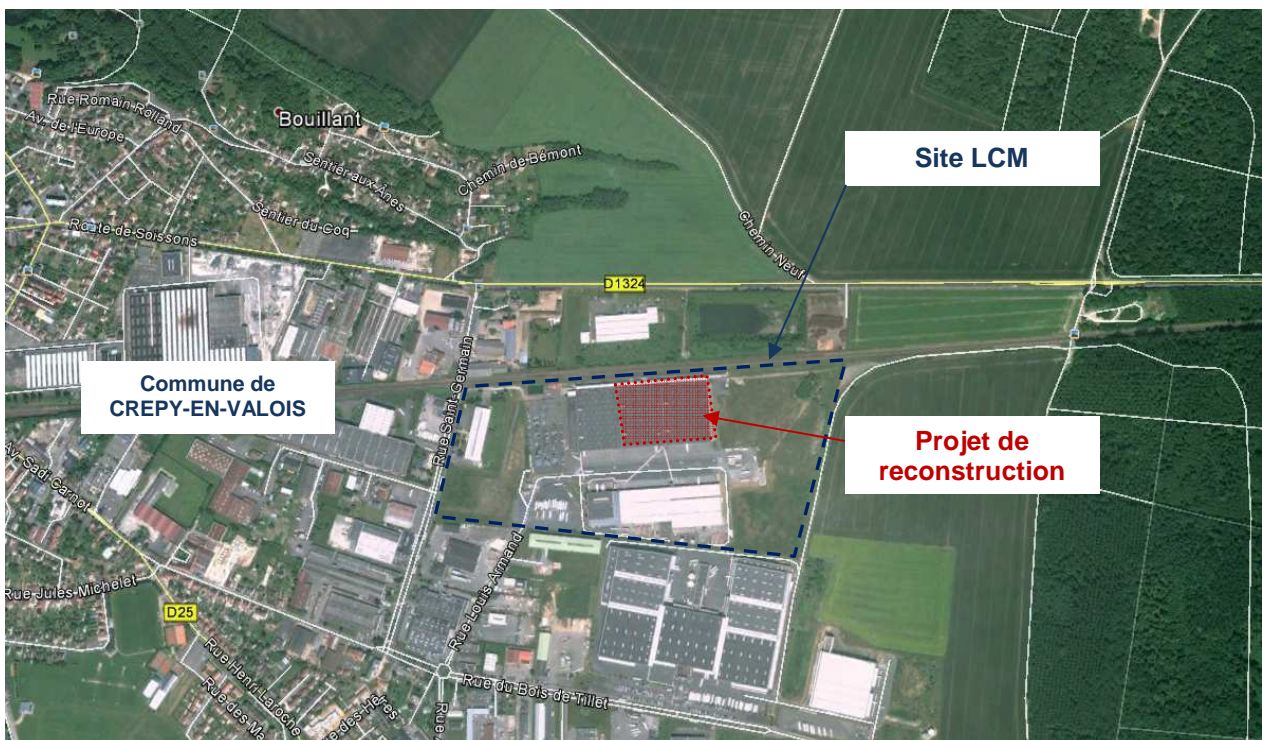 Rue Romain Rolland
Av. de l'Europe
Bouillant
Sentier aux Ânes
Chemin de Bémont
Sentier du Coq
Route de Soissons
Site LCM
Chemin Neuf
D1324
Commune de
CREPY-EN-VALOIS
Rue Saint-Germain
Projet de
reconstruction
Av. Sadi Carnot
Rue Louis Armand
Rue Jules Michelet
D25
Rue Henri Laroche
Rue du Bois de Tillet